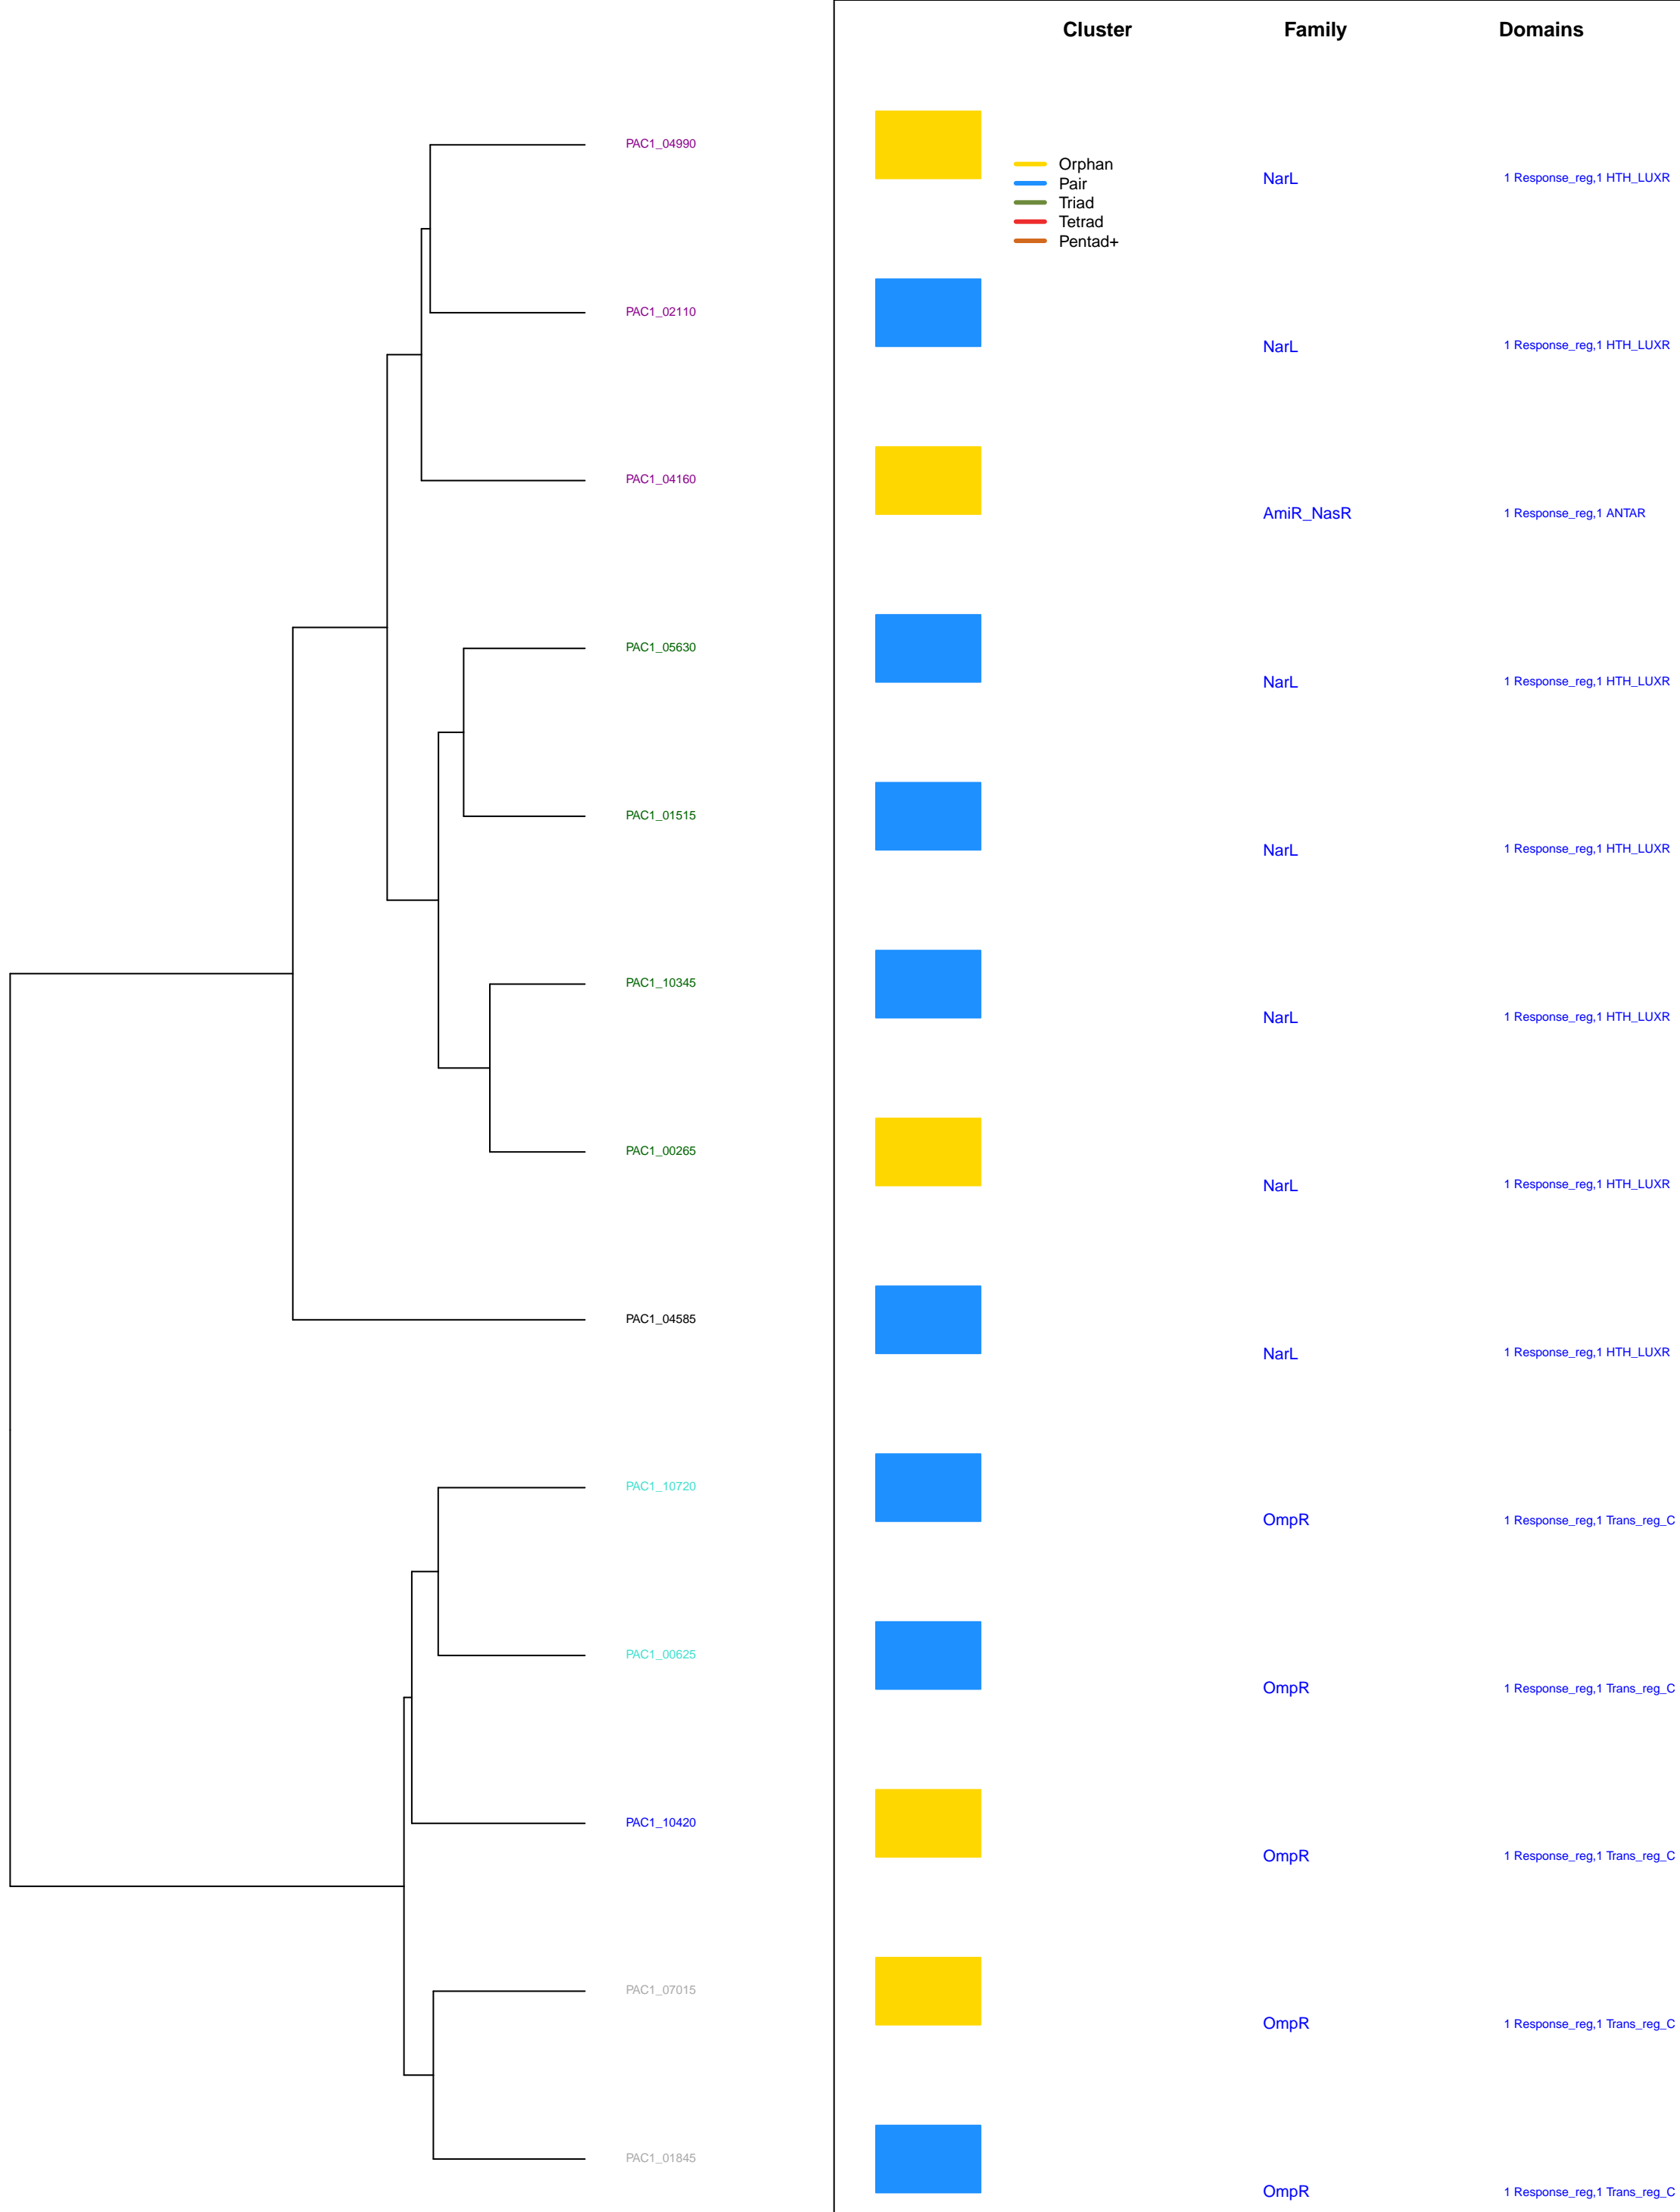 Cluster Family Domains
PAC1_04990
Orphan
NarL 1 Response_reg,1 HTH_LUXR
Pair
Triad
Tetrad
Pentad+
PAC1_02110
NarL 1 Response_reg,1 HTH_LUXR
PAC1_04160
AmiR_NasR 1 Response_reg,1 ANTAR
PAC1_05630
NarL 1 Response_reg,1 HTH_LUXR
PAC1_01515
NarL 1 Response_reg,1 HTH_LUXR
PAC1_10345
NarL 1 Response_reg,1 HTH_LUXR
PAC1_00265
NarL 1 Response_reg,1 HTH_LUXR
PAC1_04585
NarL 1 Response_reg,1 HTH_LUXR
PAC1_10720
OmpR 1 Response_reg,1 Trans_reg_C
PAC1_00625
OmpR 1 Response_reg,1 Trans_reg_C
PAC1_10420
OmpR 1 Response_reg,1 Trans_reg_C
PAC1_07015
OmpR 1 Response_reg,1 Trans_reg_C
PAC1_01845
OmpR 1 Response_reg,1 Trans_reg_C